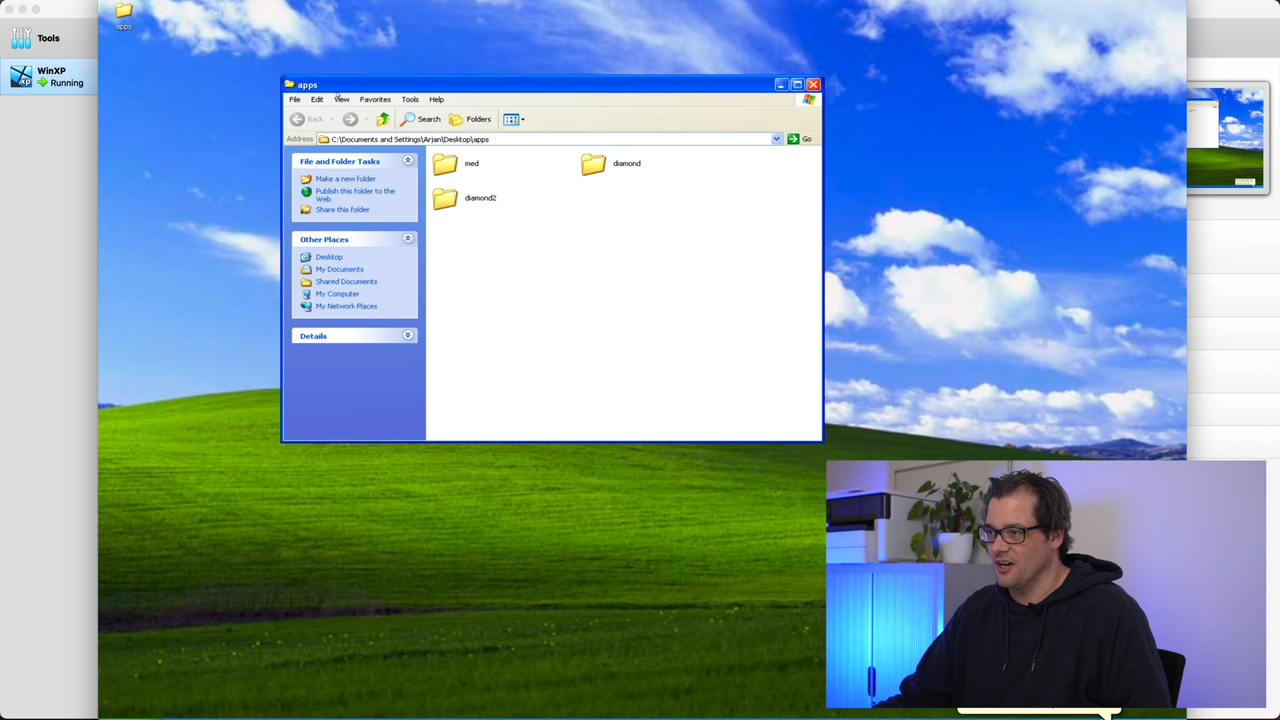 apps
Tools
WinXP
Running
apps
File Edit View Favorites Tools Help
Back Search Folders
Address C:\Documents and Settings\Arjan\Desktop\apps Go
File and Folder Tasks
Make a new folder
Publish this folder to the
Web
Share this folder
Other Places
Desktop
My Documents
Shared Documents
My Computer
My Network Places
Details
med
diamond
diamond2